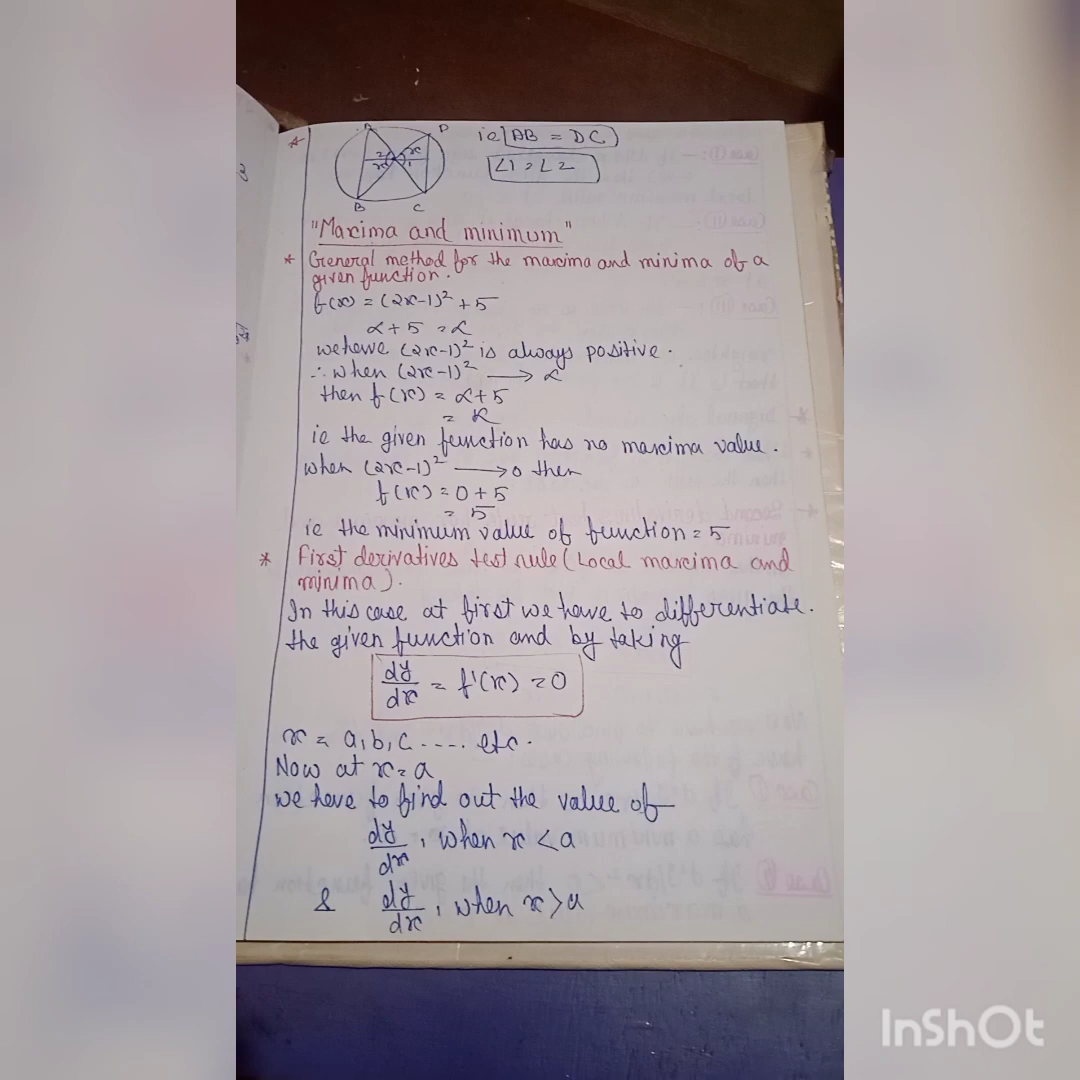 *
A
D
2
x
x
1
B
C
ie AB = DC
∠1 = ∠2
"Maxima and minimum"
* General method for the maxima and minima of a
given function.
f(x) = (2x-1)² + 5
∝ + 5 = ∝
we have (2x-1)² is always positive.
∴ when (2x-1)² ⟶ ∝
then f(x) = ∝ + 5
= ∝
ie the given function has no maxima value.
when (2x-1)² ⟶ 0 then
f(x) = 0 + 5
= 5
ie the minimum value of function = 5
* First derivatives test rule (Local maxima and
minima).
In this case at first we have to differentiate.
the given function and by taking
dy/dx = f'(x) = 0
x = a, b, c ..... etc.
Now at x = a
we have to find out the value of
dy/dx, when x < a
& dy/dx, when x > a
InShOt